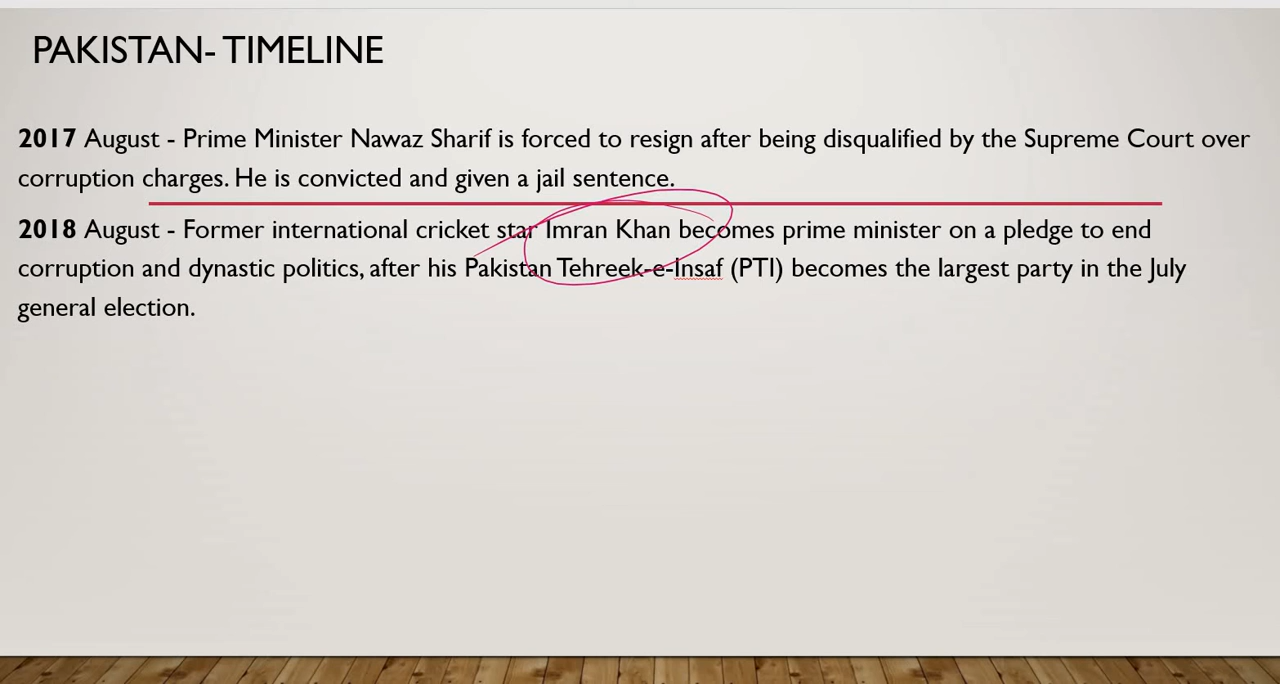 PAKISTAN- TIMELINE
2017 August - Prime Minister Nawaz Sharif is forced to resign after being disqualified by the Supreme Court over
corruption charges. He is convicted and given a jail sentence.
2018 August - Former international cricket star Imran Khan becomes prime minister on a pledge to end
corruption and dynastic politics, after his Pakistan Tehreek-e-Insaf (PTI) becomes the largest party in the July
general election.